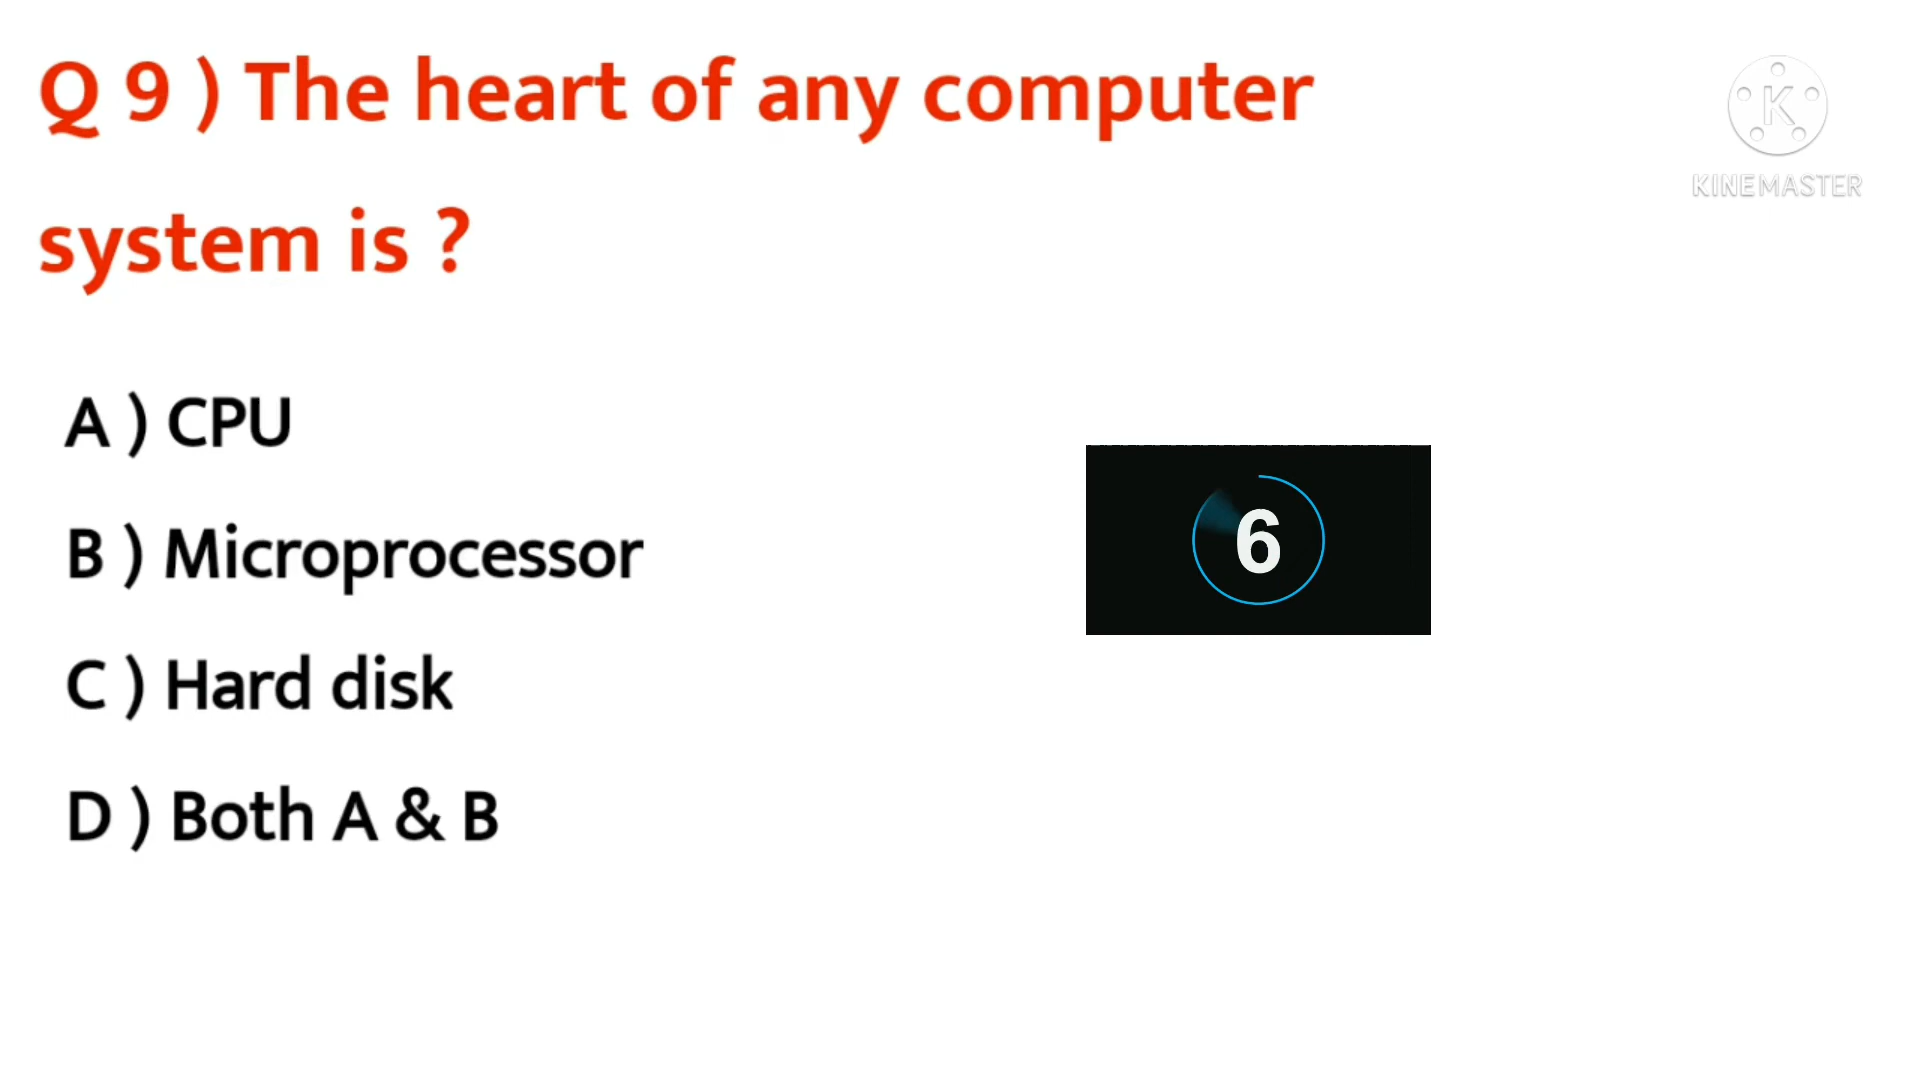 Q 9 ) The heart of any computer
system is ?
K
KINEMASTER
A ) CPU
B ) Microprocessor
6
C ) Hard disk
D ) Both A & B